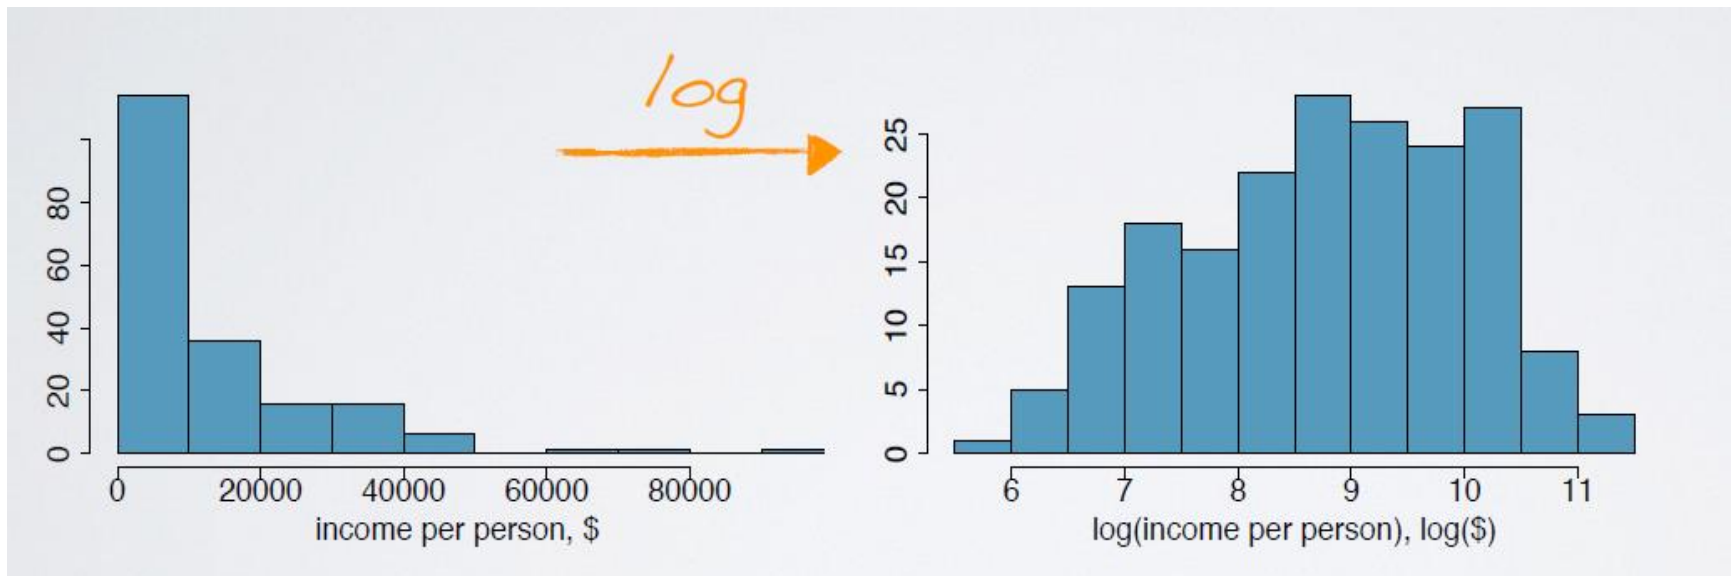 log
80
60
40
20
0
0 20000 40000 60000 80000
income per person, $
25
20
15
10
5
0
6 7 8 9 10 11
log(income per person), log($)